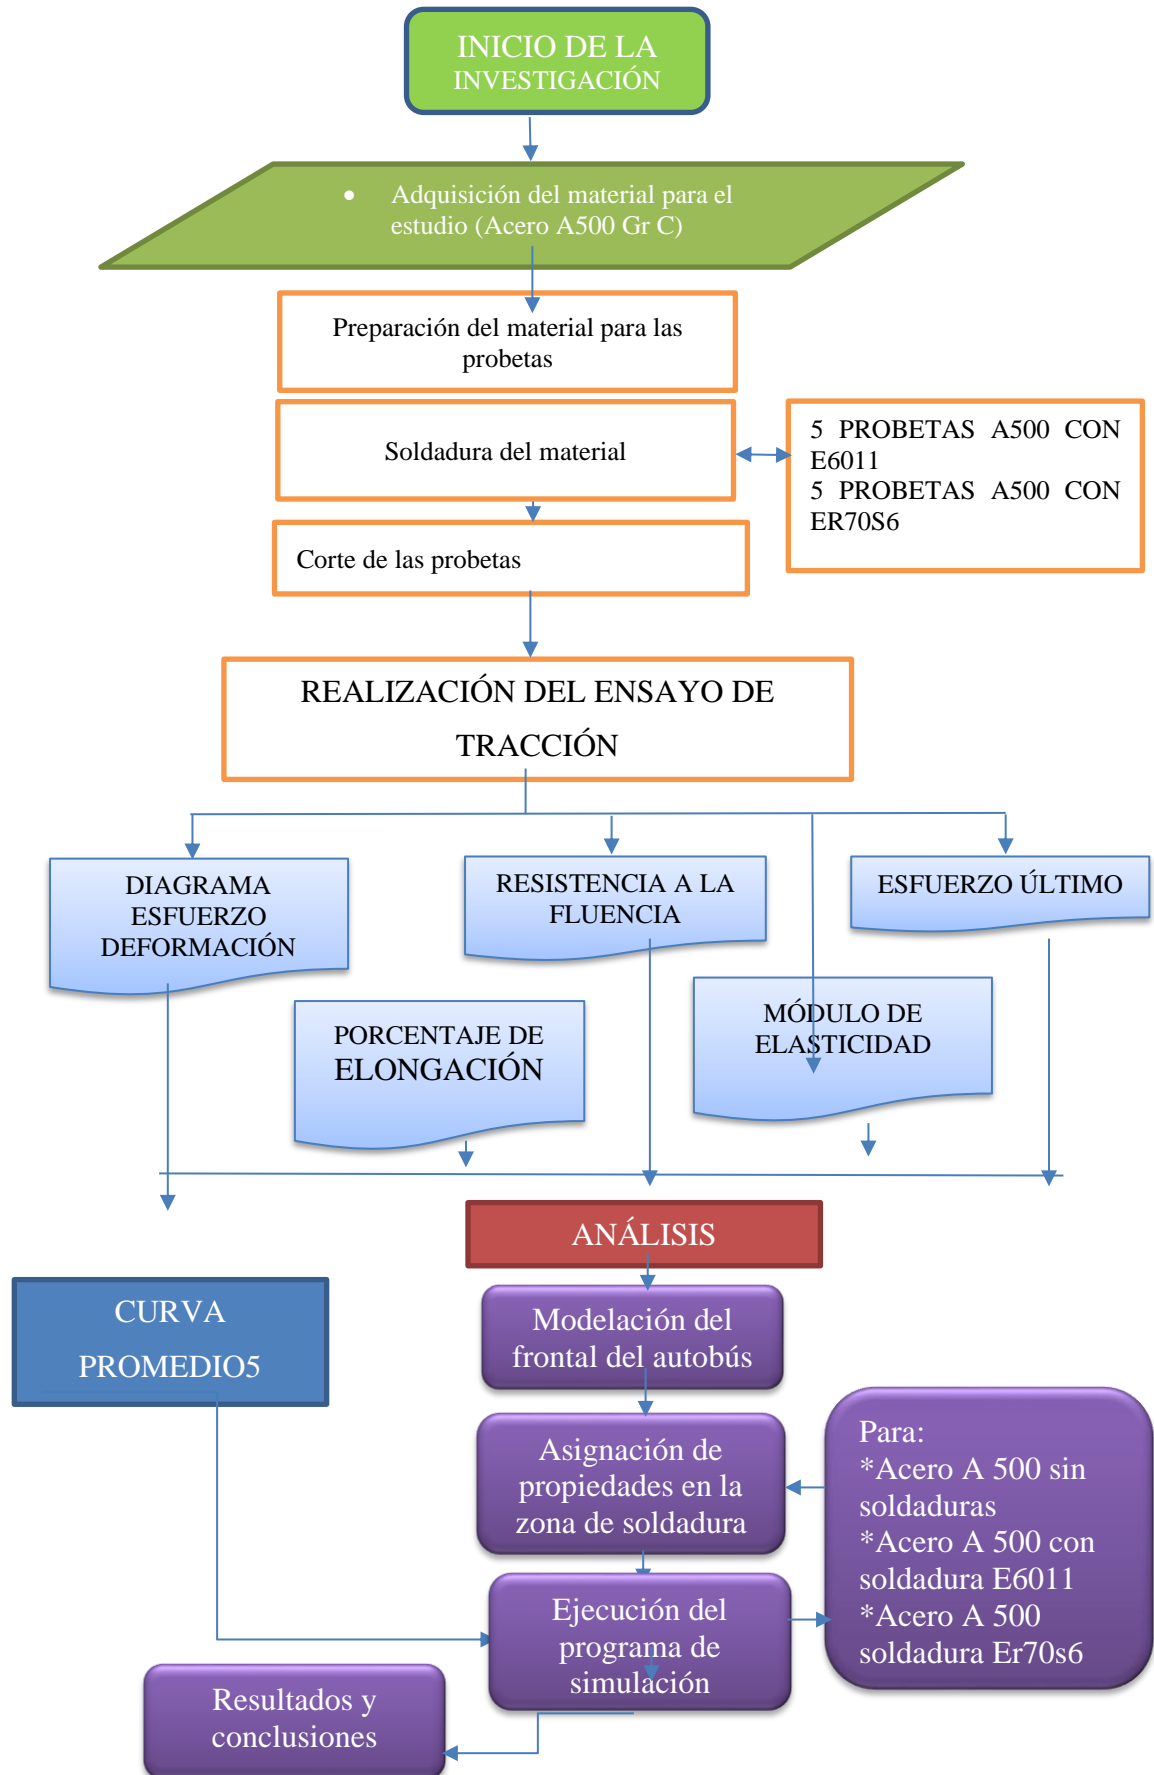 INICIO DE LA
INVESTIGACIÓN
• Adquisición del material para el
estudio (Acero A500 Gr C)
Preparación del material para las
probetas
Soldadura del material
5 PROBETAS A500 CON
E6011
5 PROBETAS A500 CON
ER70S6
Corte de las probetas
REALIZACIÓN DEL ENSAYO DE
TRACCIÓN
DIAGRAMA
ESFUERZO
DEFORMACIÓN
RESISTENCIA A LA
FLUENCIA
ESFUERZO ÚLTIMO
PORCENTAJE DE
ELONGACIÓN
MÓDULO DE
ELASTICIDAD
ANÁLISIS
CURVA
PROMEDIO5
Modelación del
frontal del autobús
Asignación de
propiedades en la
zona de soldadura
Para:
*Acero A 500 sin
soldaduras
*Acero A 500 con
soldadura E6011
*Acero A 500
soldadura Er70s6
Ejecución del
programa de
simulación
Resultados y
conclusiones